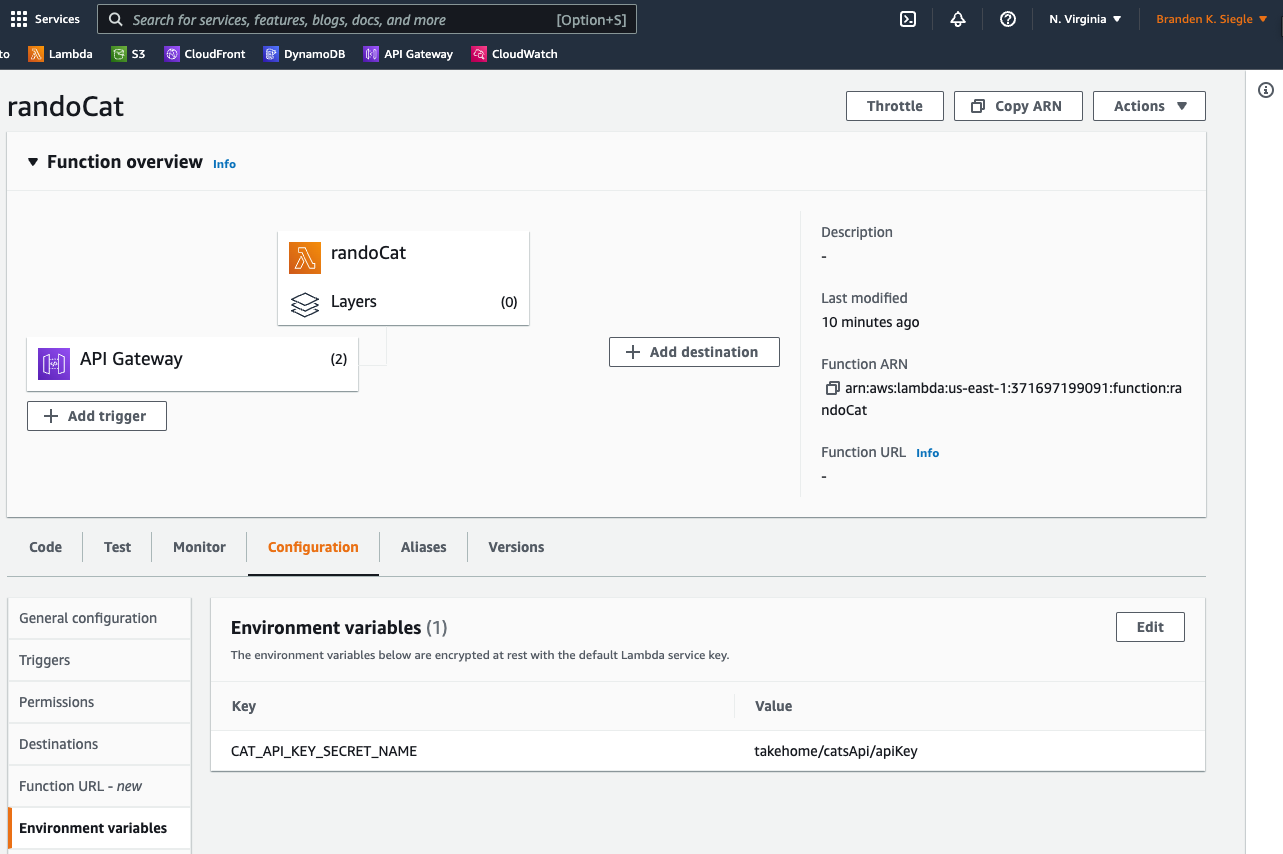 Services
Search for services, features, blogs, docs, and more [Option+S]
N. Virginia ▼
Branden K. Siegle ▼
to Lambda S3 CloudFront DynamoDB API Gateway CloudWatch
randoCat
Throttle
Copy ARN
Actions ▼
▼ Function overview Info
randoCat
Layers (0)
API Gateway (2)
+ Add trigger
+ Add destination
Description
-
Last modified
10 minutes ago
Function ARN
arn:aws:lambda:us-east-1:371697199091:function:ra
ndoCat
Function URL Info
-
Code Test Monitor Configuration Aliases Versions
General configuration
Triggers
Permissions
Destinations
Function URL - new
Environment variables
Environment variables (1)
Edit
The environment variables below are encrypted at rest with the default Lambda service key.
Key Value
CAT_API_KEY_SECRET_NAME takehome/catsApi/apiKey